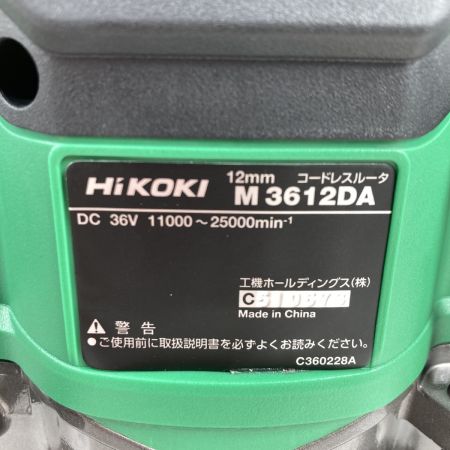 HiKOKI
12mm コードレスルータ
M 3612DA
DC 36V 11000～25000min⁻¹
工機ホールディングス(株)
Made in China
⚠ 警告
●ご使用前に取扱説明書を必ずよくお読みください。
C360228A